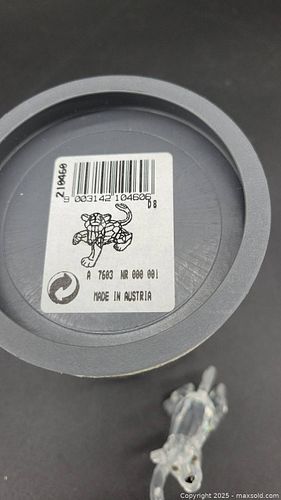 210460
9 003142 104606
D8
A 7603 NR 000 001
MADE IN AUSTRIA
Copyright 2025 - maxsold.com